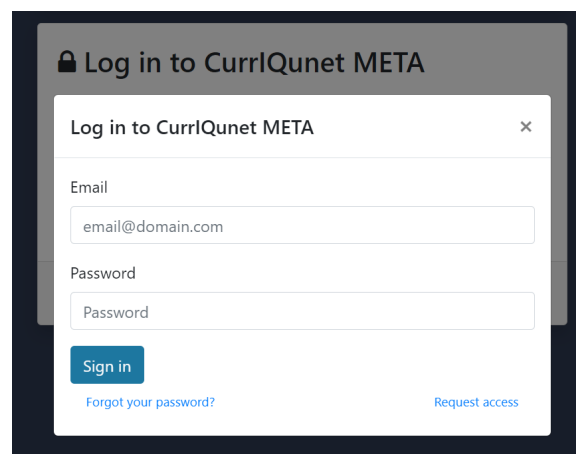 Log in to CurrIQunet META
Log in to CurrIQunet META ×
Email
email@domain.com
Password
Password
Sign in
Forgot your password? Request access